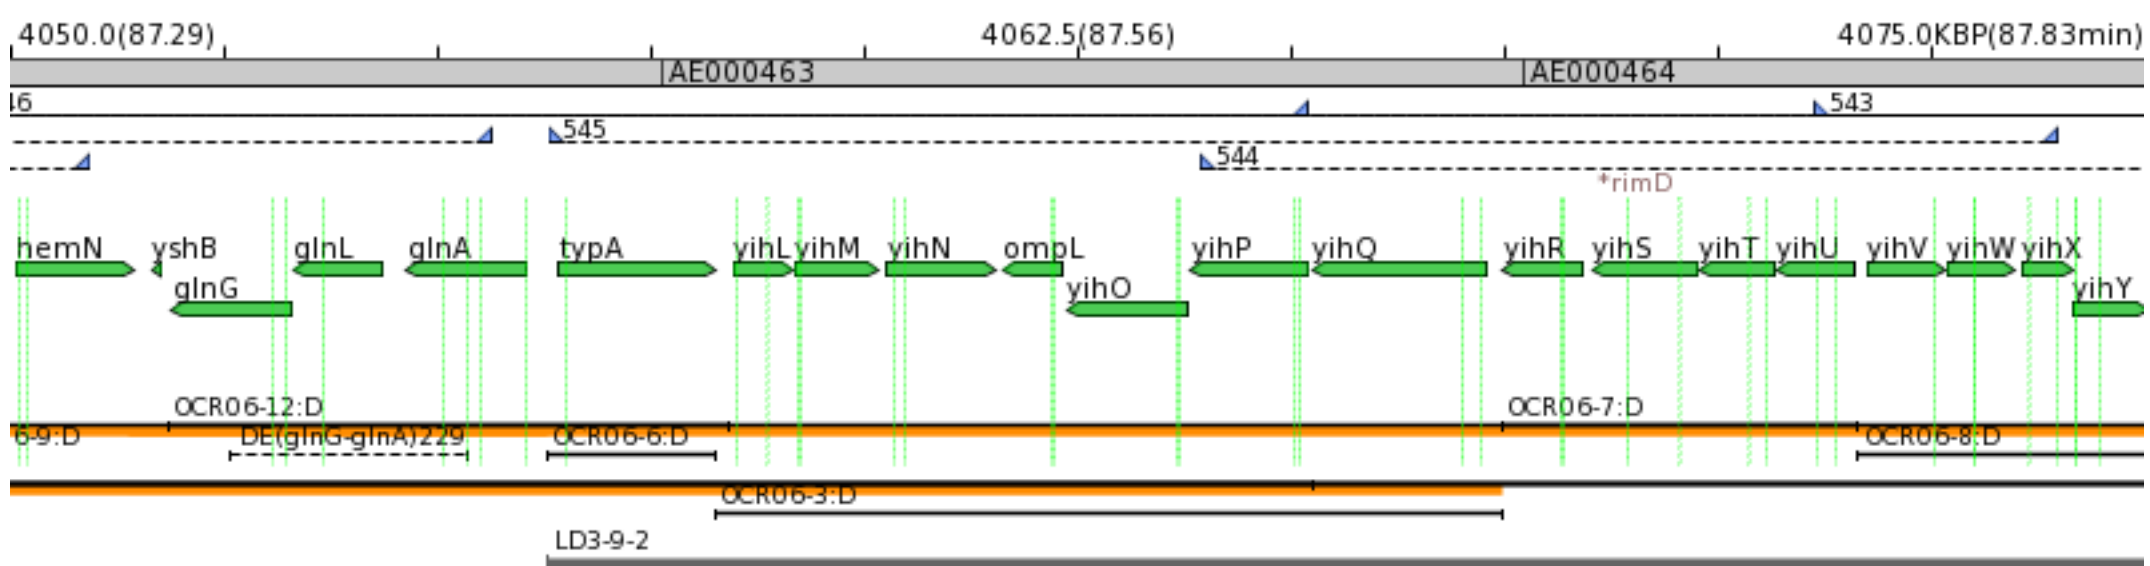 4050.0(87.29) 4062.5(87.56) 4075.0KBP(87.83min)
AE000463 AE000464
46 543
545
544
*rimD
hemN yshB glnL glnA typA yihL yihM yihN ompL yihP yihQ yihR yihS yihT yihU yihV yihW yihX
glnG yihO yihY
OCR06-12:D OCR06-7:D
6-9:D DE(glnG-glnA)229 OCR06-6:D OCR06-8:D
OCR06-3:D
LD3-9-2